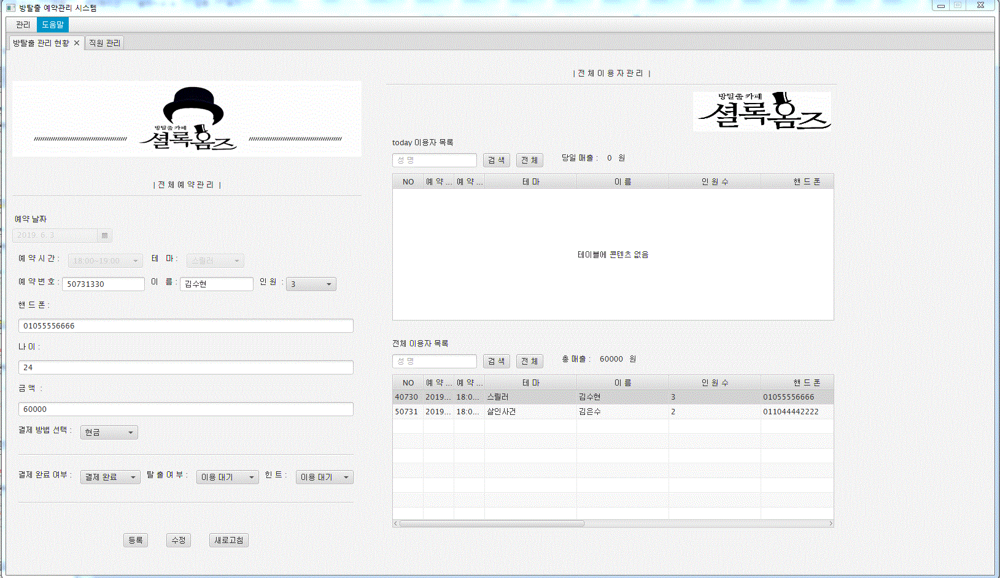 방탈출 예약관리 시스템
관리 도움말
방탈출 관리 현황 직원 관리
방탈출 카페
셜록홈즈
| 전 체 예 약 관 리 |
예약 날짜
2019. 6. 3.
예 약 시 간 : 18:00~19:00 테 마 : 스릴러
예 약 번 호 : 50731330 이 름 : 김수현 인 원 : 3
핸 드 폰 :
01055556666
나 이 :
24
금 액 :
60000
결제 방법 선택 : 현금
결제 완료 여부 : 결제 완료 탈 출 여 부 : 이용 대기 힌 트 : 이용 대기
등록 수정 새로고침
| 전 체 이 용 자 관 리 |
방탈출 카페
셜록홈즈
today 이용자 목록
성 명 검 색 전 체 당일 매출 : 0 원
NO 예 약 ... 예 약 ... 테 마 이 름 인 원 수 핸 드 폰
테이블에 콘텐츠 없음
전체 이용자 목록
성 명 검 색 전 체 총 매출 : 60000 원
NO 예 약 ... 예 약 ... 테 마 이 름 인 원 수 핸 드 폰
40730 2019... 18:0... 스릴러 김수현 3 01055556666
50731 2019... 18:0... 살인사건 김은수 2 011044442222